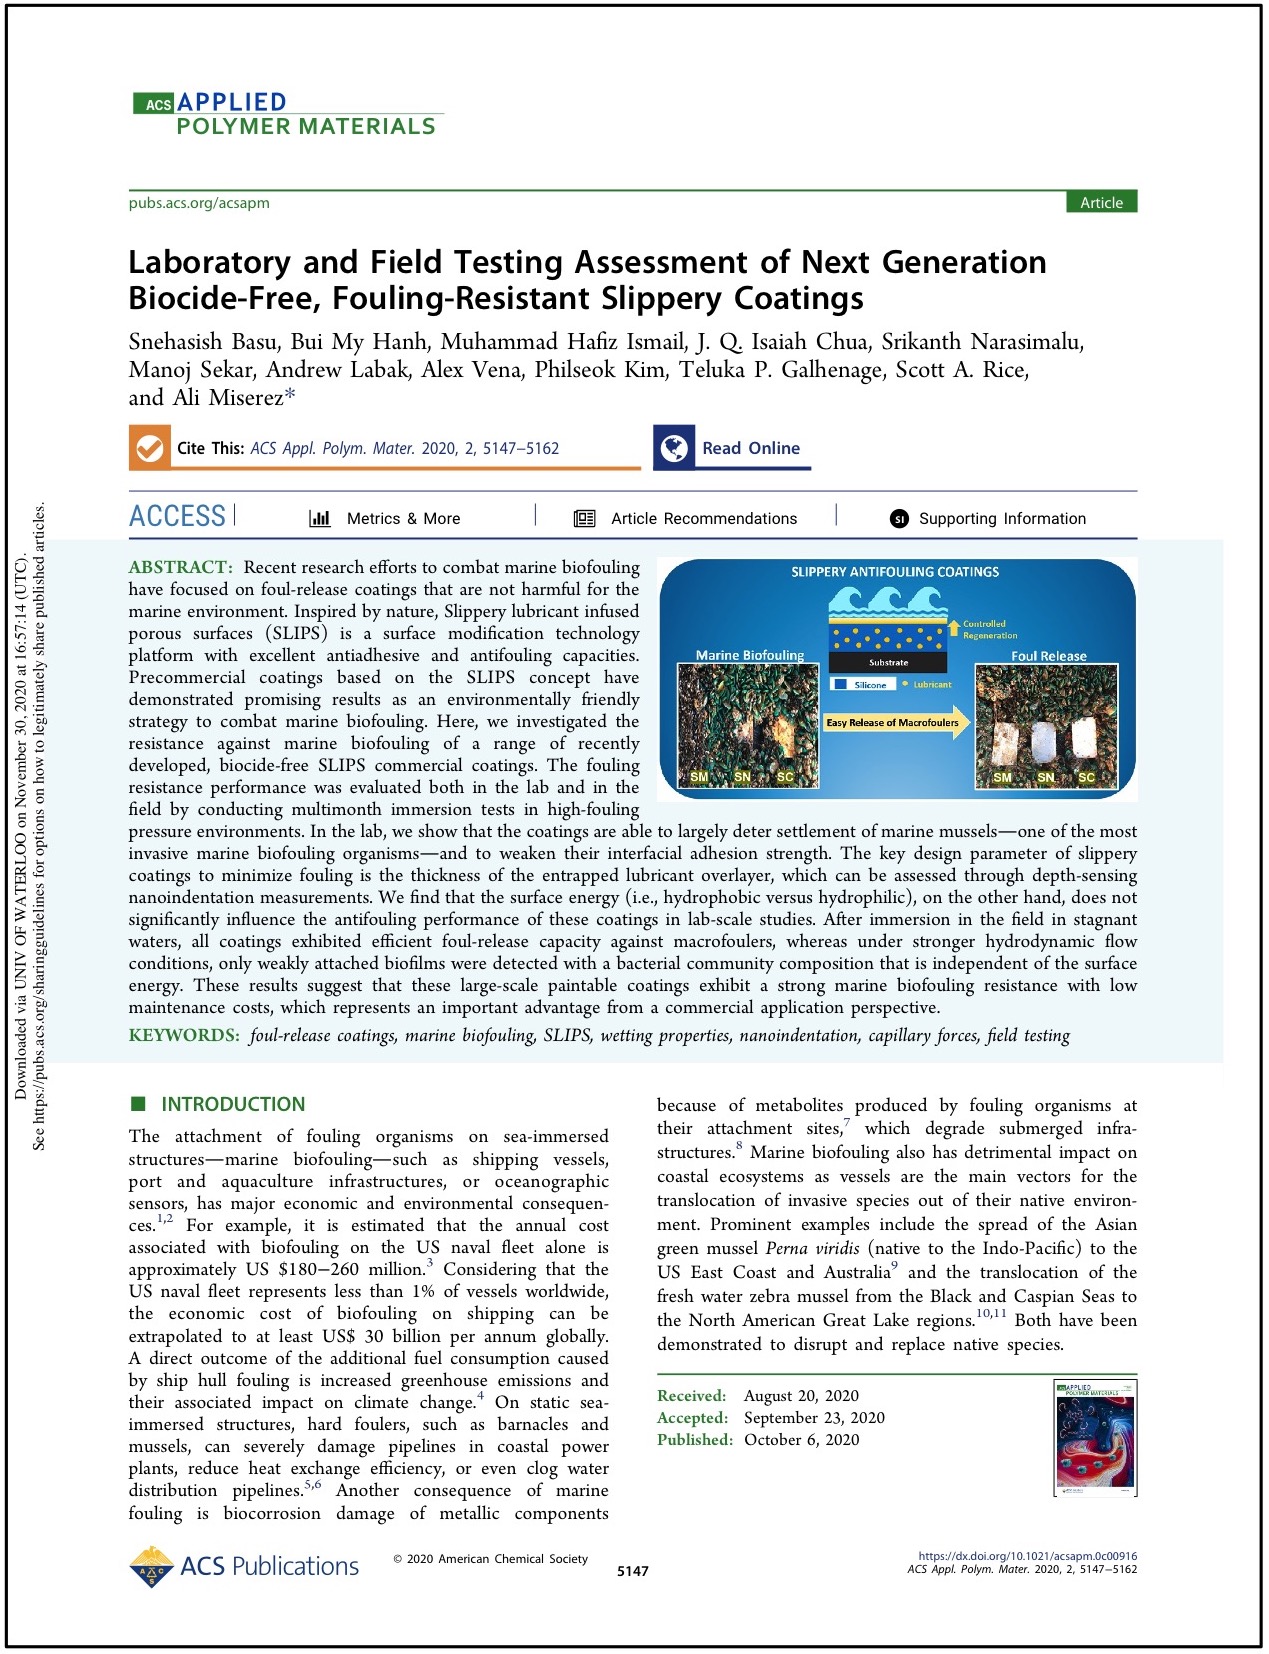 ACS APPLIED
POLYMER MATERIALS
pubs.acs.org/acsapm
Article
Laboratory and Field Testing Assessment of Next Generation
Biocide-Free, Fouling-Resistant Slippery Coatings
Snehasish Basu, Bui My Hanh, Muhammad Hafiz Ismail, J. Q. Isaiah Chua, Srikanth Narasimalu,
Manoj Sekar, Andrew Labak, Alex Vena, Philseok Kim, Teluka P. Galhenage, Scott A. Rice,
and Ali Miserez*
Cite This: ACS Appl. Polym. Mater. 2020, 2, 5147−5162
Read Online
ACCESS
Metrics & More
Article Recommendations
SI Supporting Information
ABSTRACT: Recent research efforts to combat marine biofouling
have focused on foul-release coatings that are not harmful for the
marine environment. Inspired by nature, Slippery lubricant infused
porous surfaces (SLIPS) is a surface modification technology
platform with excellent antiadhesive and antifouling capacities.
Precommercial coatings based on the SLIPS concept have
demonstrated promising results as an environmentally friendly
strategy to combat marine biofouling. Here, we investigated the
resistance against marine biofouling of a range of recently
developed, biocide-free SLIPS commercial coatings. The fouling
resistance performance was evaluated both in the lab and in the
field by conducting multimonth immersion tests in high-fouling
pressure environments. In the lab, we show that the coatings are able to largely deter settlement of marine mussels—one of the most
invasive marine biofouling organisms—and to weaken their interfacial adhesion strength. The key design parameter of slippery
coatings to minimize fouling is the thickness of the entrapped lubricant overlayer, which can be assessed through depth-sensing
nanoindentation measurements. We find that the surface energy (i.e., hydrophobic versus hydrophilic), on the other hand, does not
significantly influence the antifouling performance of these coatings in lab-scale studies. After immersion in the field in stagnant
waters, all coatings exhibited efficient foul-release capacity against macrofoulers, whereas under stronger hydrodynamic flow
conditions, only weakly attached biofilms were detected with a bacterial community composition that is independent of the surface
energy. These results suggest that these large-scale paintable coatings exhibit a strong marine biofouling resistance with low
maintenance costs, which represents an important advantage from a commercial application perspective.
SLIPPERY ANTIFOULING COATINGS
Controlled
Regeneration
Marine Biofouling
Substrate
Foul Release
Silicone
Lubricant
Easy Release of Macrofoulers
SM SN SC
SM SN SC
KEYWORDS: foul-release coatings, marine biofouling, SLIPS, wetting properties, nanoindentation, capillary forces, field testing
■ INTRODUCTION
The attachment of fouling organisms on sea-immersed
structures—marine biofouling—such as shipping vessels,
port and aquaculture infrastructures, or oceanographic
sensors, has major economic and environmental consequen-
ces.1,2 For example, it is estimated that the annual cost
associated with biofouling on the US naval fleet alone is
approximately US $180−260 million.3 Considering that the
US naval fleet represents less than 1% of vessels worldwide,
the economic cost of biofouling on shipping can be
extrapolated to at least US$ 30 billion per annum globally.
A direct outcome of the additional fuel consumption caused
by ship hull fouling is increased greenhouse emissions and
their associated impact on climate change.4 On static sea-
immersed structures, hard foulers, such as barnacles and
mussels, can severely damage pipelines in coastal power
plants, reduce heat exchange efficiency, or even clog water
distribution pipelines.5,6 Another consequence of marine
fouling is biocorrosion damage of metallic components
because of metabolites produced by fouling organisms at
their attachment sites,7 which degrade submerged infra-
structures.8 Marine biofouling also has detrimental impact on
coastal ecosystems as vessels are the main vectors for the
translocation of invasive species out of their native environ-
ment. Prominent examples include the spread of the Asian
green mussel Perna viridis (native to the Indo-Pacific) to the
US East Coast and Australia9 and the translocation of the
fresh water zebra mussel from the Black and Caspian Seas to
the North American Great Lake regions.10,11 Both have been
demonstrated to disrupt and replace native species.
Received: August 20, 2020
Accepted: September 23, 2020
Published: October 6, 2020
ACS APPLIED
POLYMER MATERIALS
ACS Publications
© 2020 American Chemical Society
5147
https://dx.doi.org/10.1021/acsapm.0c00916
ACS Appl. Polym. Mater. 2020, 2, 5147−5162
Downloaded via UNIV OF WATERLOO on November 30, 2020 at 16:57:14 (UTC).
See https://pubs.acs.org/sharingguidelines for options on how to legitimately share published articles.